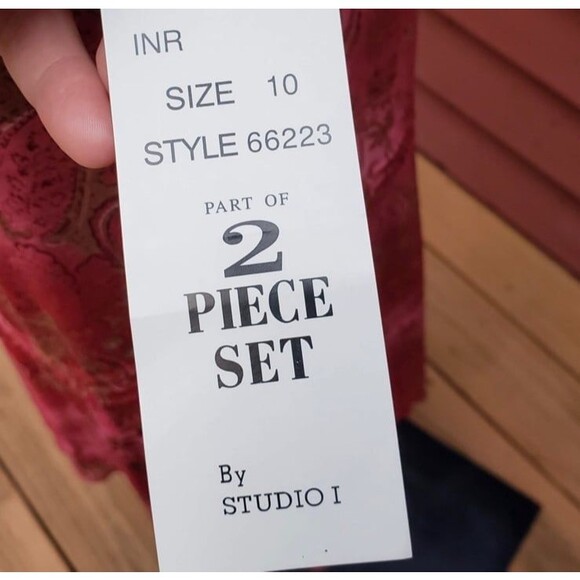 INR
SIZE 10
STYLE 66223
PART OF
2
PIECE
SET
By
STUDIO I